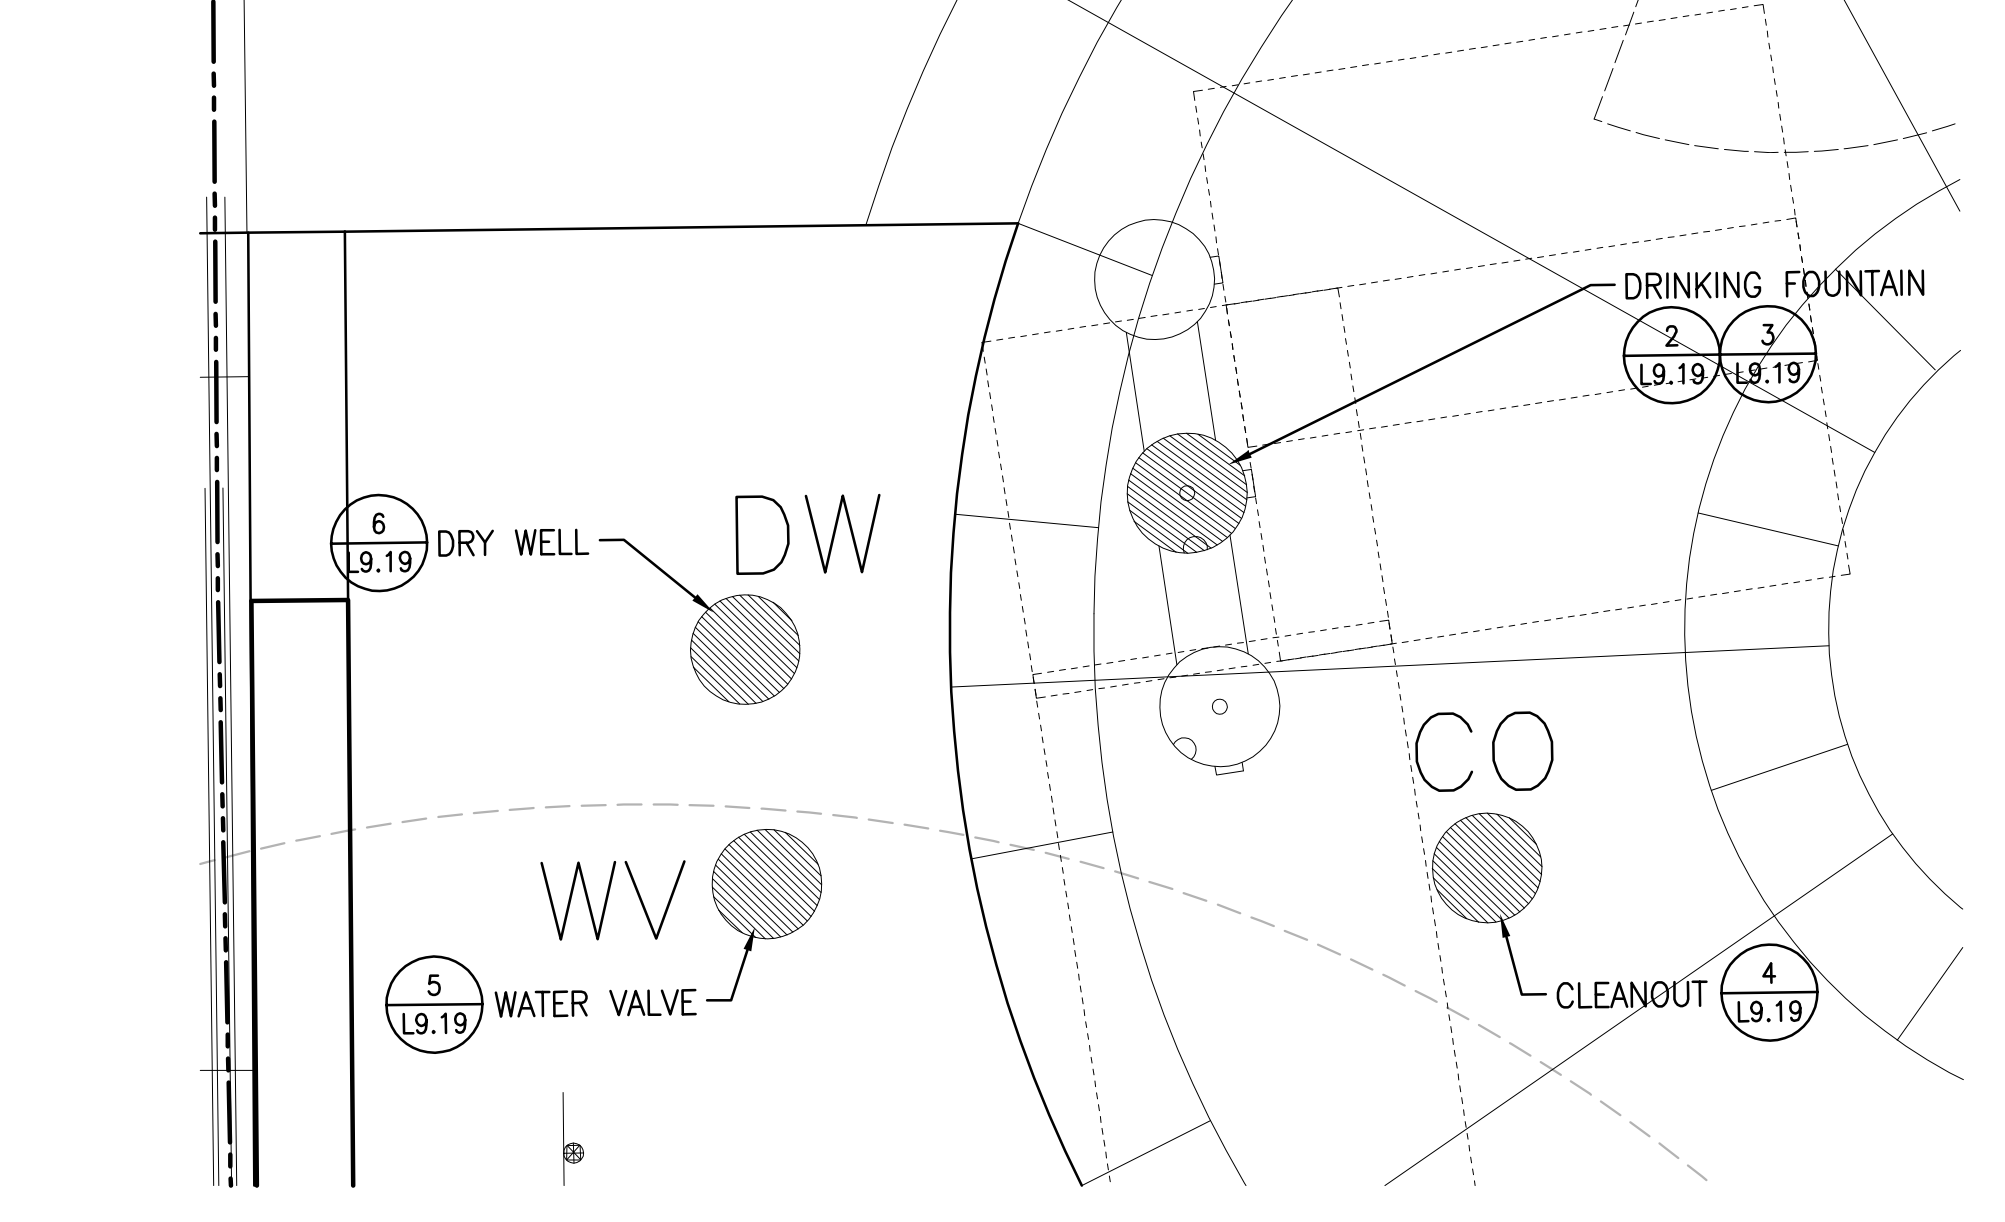 DRINKING FOUNTAIN
2
L9.19
3
L9.19
DW
6
L9.19
DRY WELL
CO
WV
5
L9.19
WATER VALVE
CLEANOUT
4
L9.19